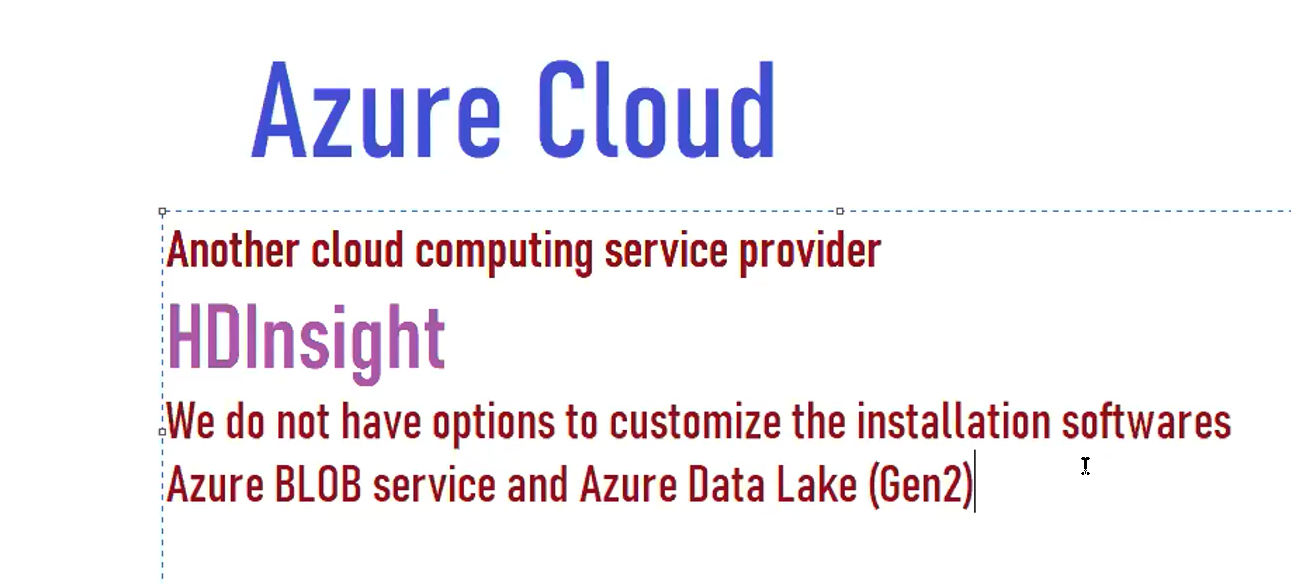 Azure Cloud
Another cloud computing service provider
HDInsight
We do not have options to customize the installation softwares
Azure BLOB service and Azure Data Lake (Gen2)